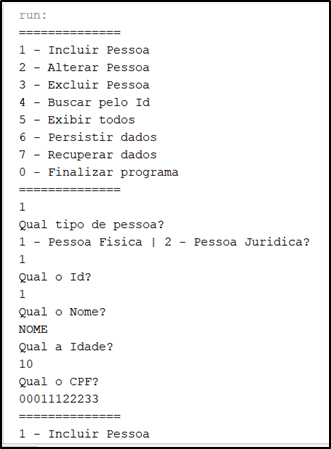 run:
==============
1 - Incluir Pessoa
2 - Alterar Pessoa
3 - Excluir Pessoa
4 - Buscar pelo Id
5 - Exibir todos
6 - Persistir dados
7 - Recuperar dados
0 - Finalizar programa
==============
1
Qual tipo de pessoa?
1 - Pessoa Fisica | 2 - Pessoa Juridica?
1
Qual o Id?
1
Qual o Nome?
NOME
Qual a Idade?
10
Qual o CPF?
00011122233
==============
1 - Incluir Pessoa